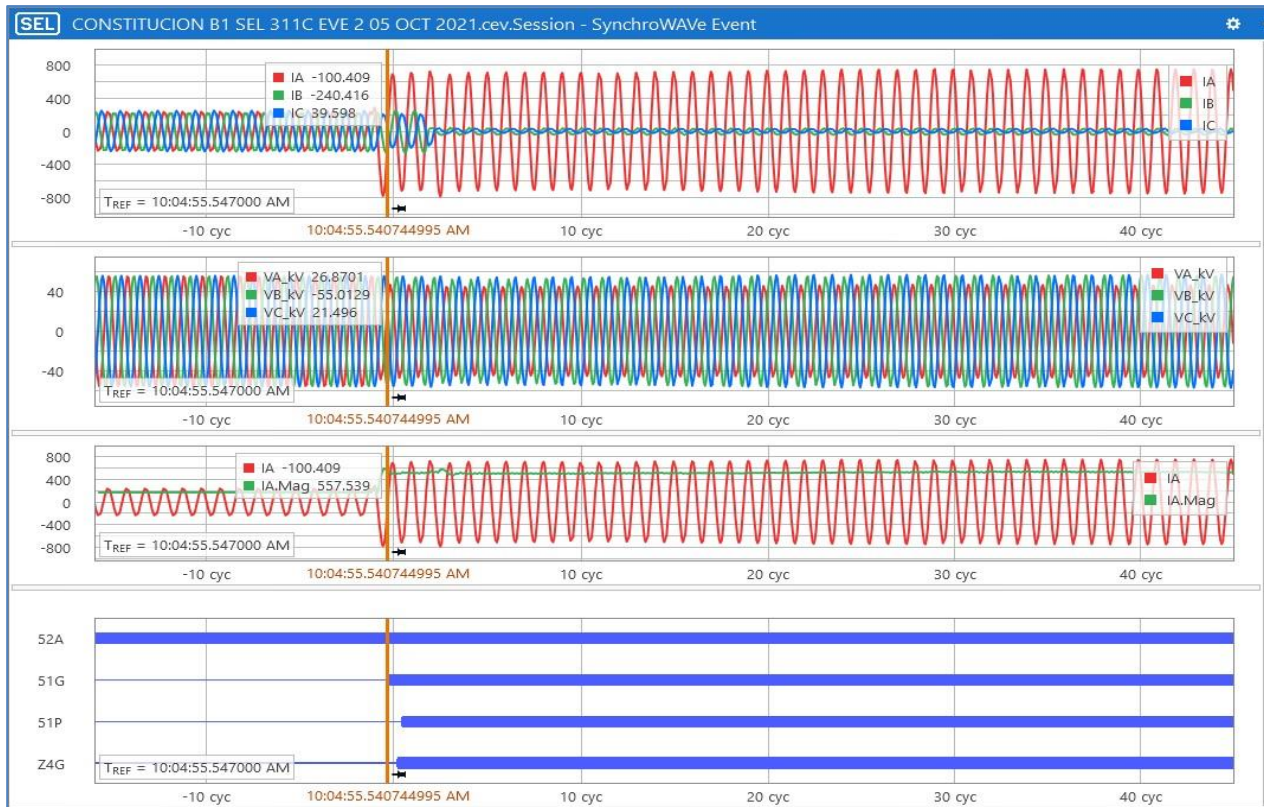 SEL CONSTITUCION B1 SEL 311C EVE 2 05 OCT 2021.cev.Session - SynchroWAVe Event
800
400
0
-400
-800
IA -100.409
IB -240.416
IC 39.598
IA
IB
IC
TREF = 10:04:55.547000 AM
-10 cyc 10:04:55.540744995 AM 10 cyc 20 cyc 30 cyc 40 cyc
40
0
-40
VA_kV 26.8701
VB_kV -55.0129
VC_kV 21.496
VA_kV
VB_kV
VC_kV
TREF = 10:04:55.547000 AM
-10 cyc 10:04:55.540744995 AM 10 cyc 20 cyc 30 cyc 40 cyc
800
400
0
-400
-800
IA -100.409
IA.Mag 557.539
IA
IA.Mag
TREF = 10:04:55.547000 AM
-10 cyc 10:04:55.540744995 AM 10 cyc 20 cyc 30 cyc 40 cyc
52A
51G
51P
Z4G
TREF = 10:04:55.547000 AM
-10 cyc 10:04:55.540744995 AM 10 cyc 20 cyc 30 cyc 40 cyc